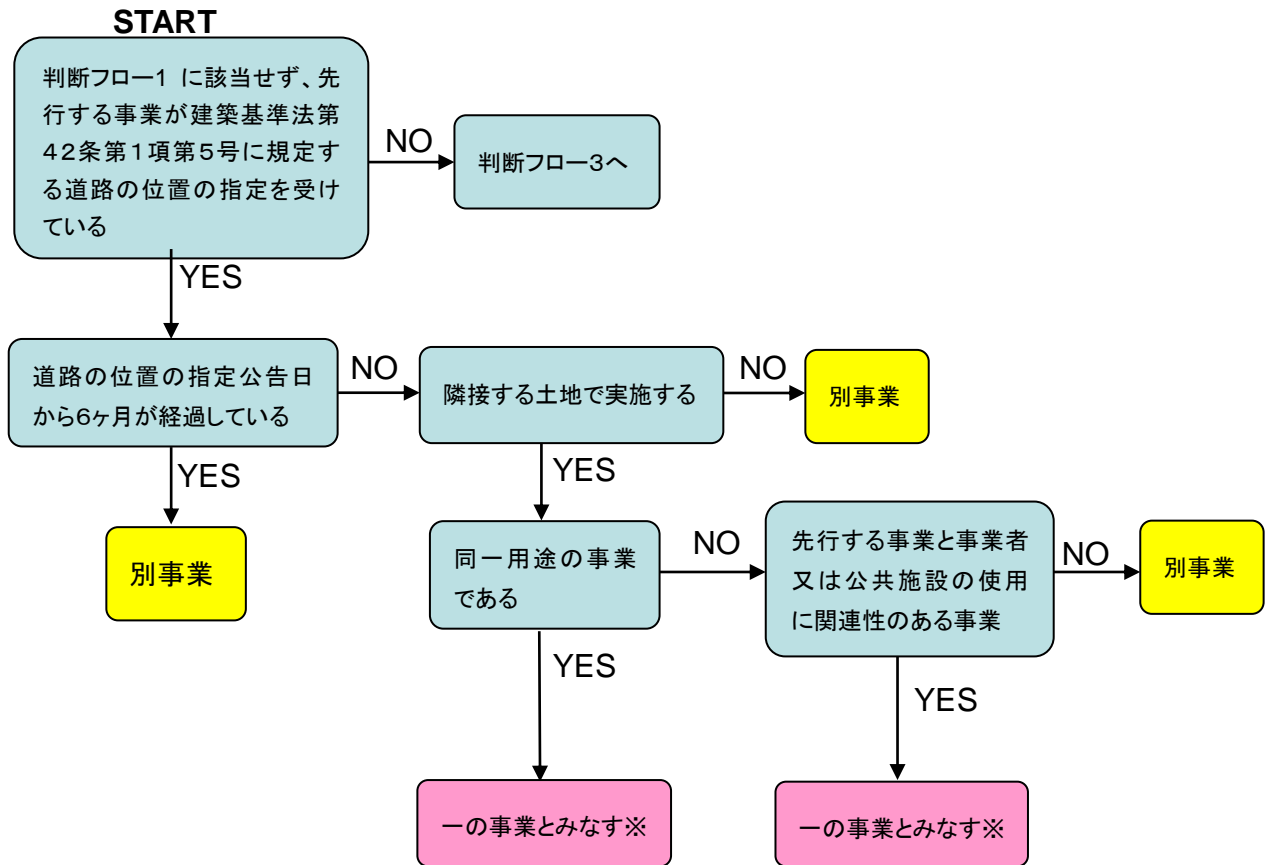 START
判断フロー1 に該当せず、先
行する事業が建築基準法第
42条第1項第5号に規定す
る道路の位置の指定を受け
ている
NO
判断フロー3へ
YES
道路の位置の指定公告日
から6ヶ月が経過している
NO
隣接する土地で実施する
NO
別事業
YES
別事業
YES
同一用途の事業
である
NO
先行する事業と事業者
又は公共施設の使用
に関連性のある事業
NO
別事業
YES
一の事業とみなす※
YES
一の事業とみなす※